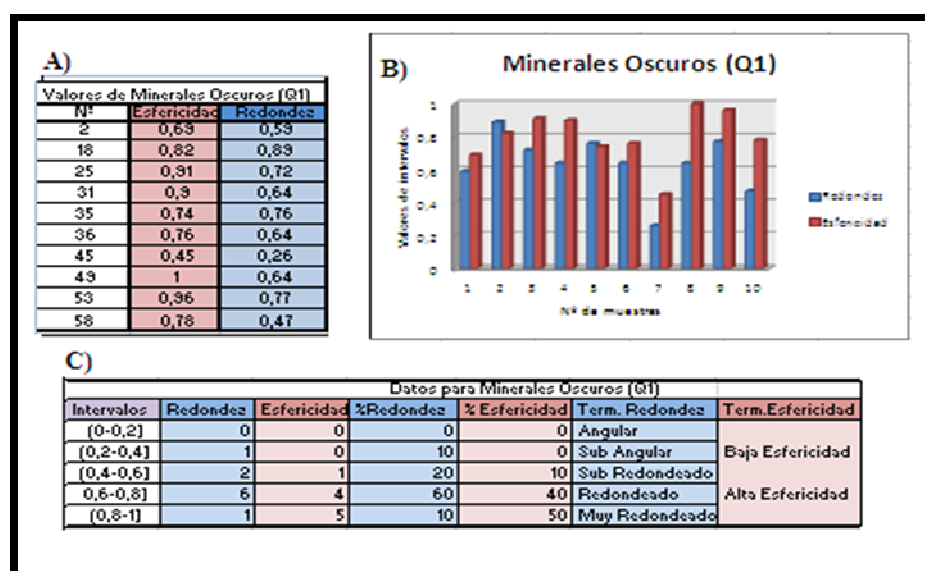 A)
Valores de Minerales Oscuros (Q1)
Nº Esfericidad Redondez
2 0,69 0,59
18 0,82 0,89
25 0,91 0,72
31 0,9 0,64
35 0,74 0,76
36 0,76 0,64
45 0,45 0,26
49 1 0,64
53 0,96 0,77
58 0,78 0,47
B)
Minerales Oscuros (Q1)
Valores de intervalos
1
0,8
0,6
0,4
0,2
0
1 2 3 4 5 6 7 8 9 10
Nº de muestras
Redondez
Esfericidad
C)
Datos para Minerales Oscuros (Q1)
Intervalos Redondez Esfericidad %Redondez % Esfericidad Term. Redondez Term.Esfericidad
(0-0,2] 0 0 0 0 Angular
(0,2-0,4] 1 0 10 0 Sub Angular Baja Esfericidad
(0,4-0,6] 2 1 20 10 Sub Redondeado
0,6-0,8] 6 4 60 40 Redondeado Alta Esfericidad
(0,8-1] 1 5 10 50 Muy Redondeado